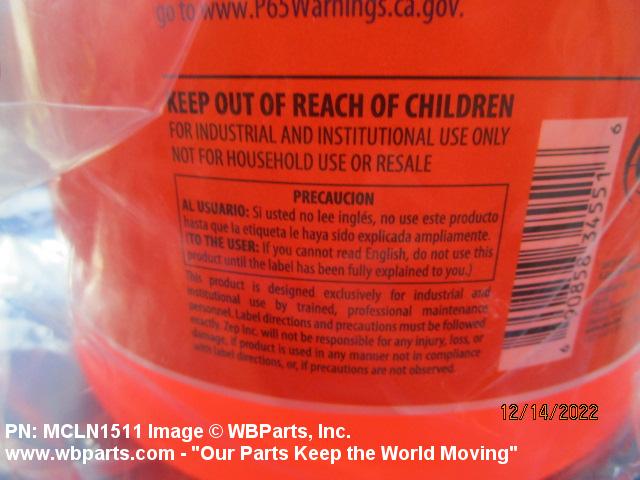 go to www.P65Warnings.ca.gov.
KEEP OUT OF REACH OF CHILDREN
FOR INDUSTRIAL AND INSTITUTIONAL USE ONLY
NOT FOR HOUSEHOLD USE OR RESALE
PRECAUCION
AL USUARIO: Si usted no lee inglés, no use este producto
hasta que la etiqueta le haya sido explicada ampliamente.
(TO THE USER: If you cannot read English, do not use this
product until the label has been fully explained to you.)
This product is designed exclusively for industrial and
institutional use by trained, professional maintenance
personnel. Label directions and precautions must be followed
exactly. Zep Inc. will not be responsible for any injury, loss, or
damage, if product is used in any manner not in compliance
with label directions, or, if precautions are not observed.
6 90858 34551 6
12/14/2022
PN: MCLN1511 Image © WBParts, Inc.
www.wbparts.com - "Our Parts Keep the World Moving"